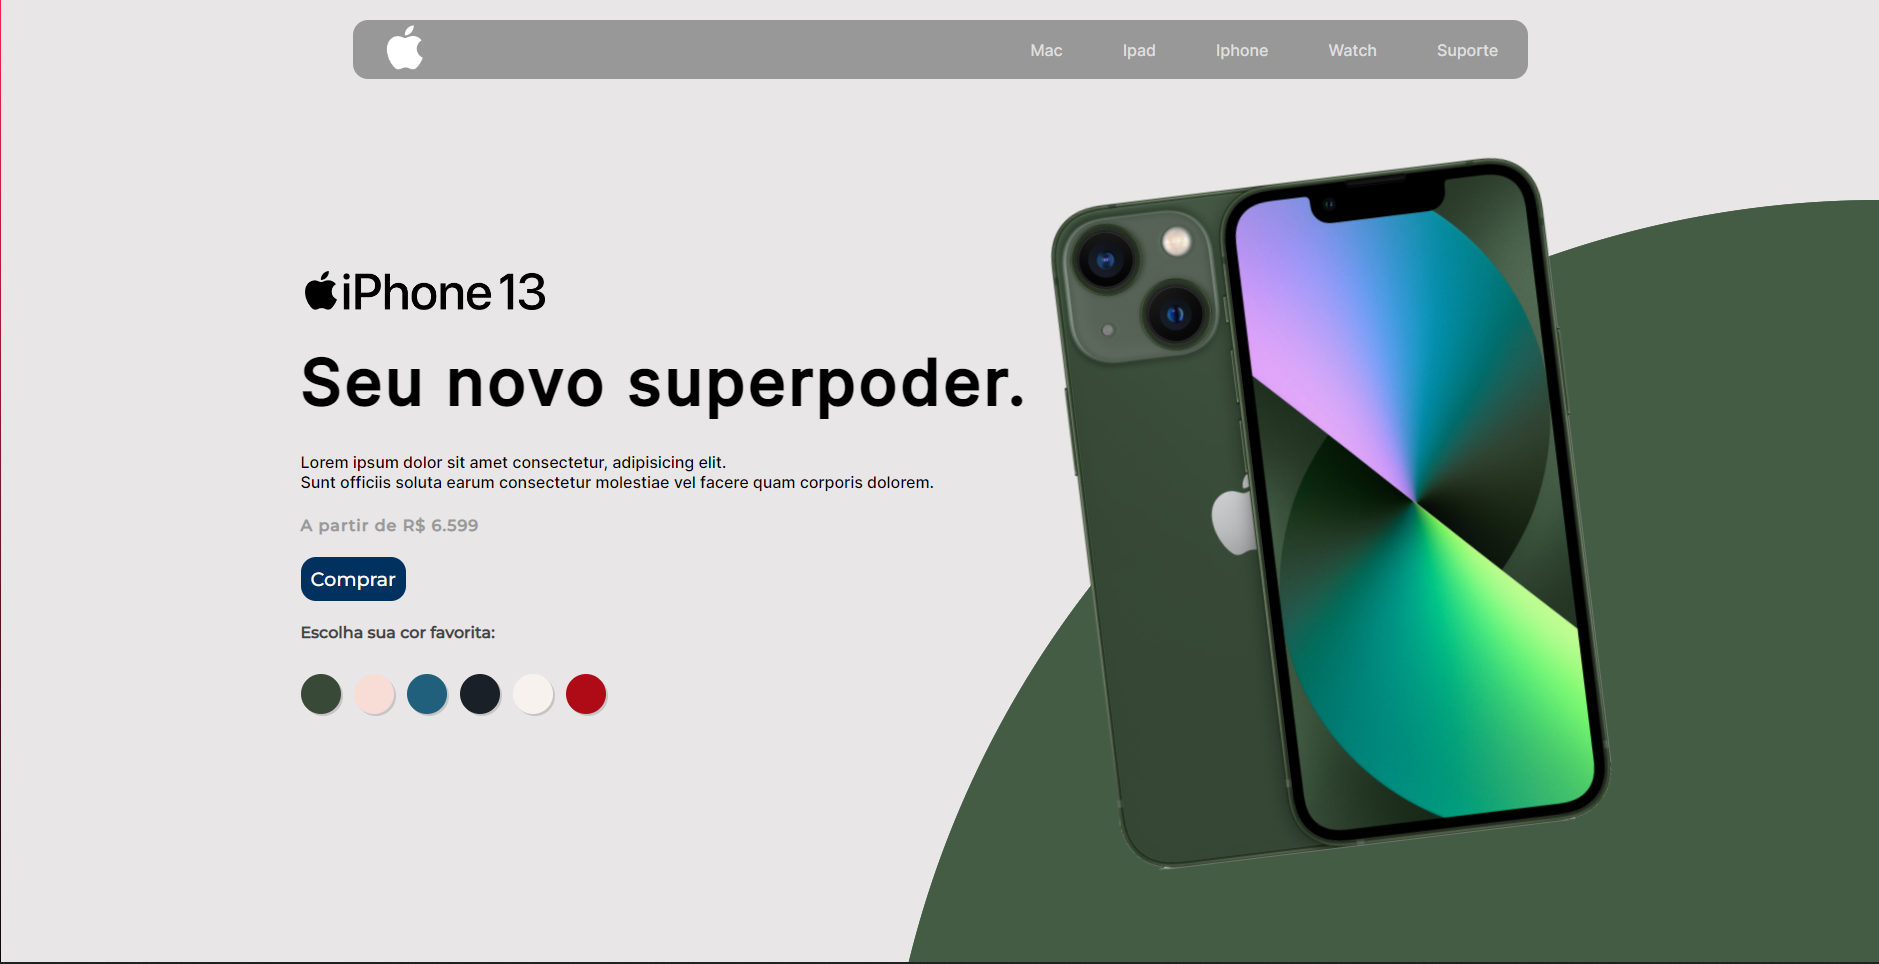 Mac
Ipad
Iphone
Watch
Suporte
iPhone 13
Seu novo superpoder.
Lorem ipsum dolor sit amet consectetur, adipisicing elit.
Sunt officiis soluta earum consectetur molestiae vel facere quam corporis dolorem.
A partir de R$ 6.599
Comprar
Escolha sua cor favorita: